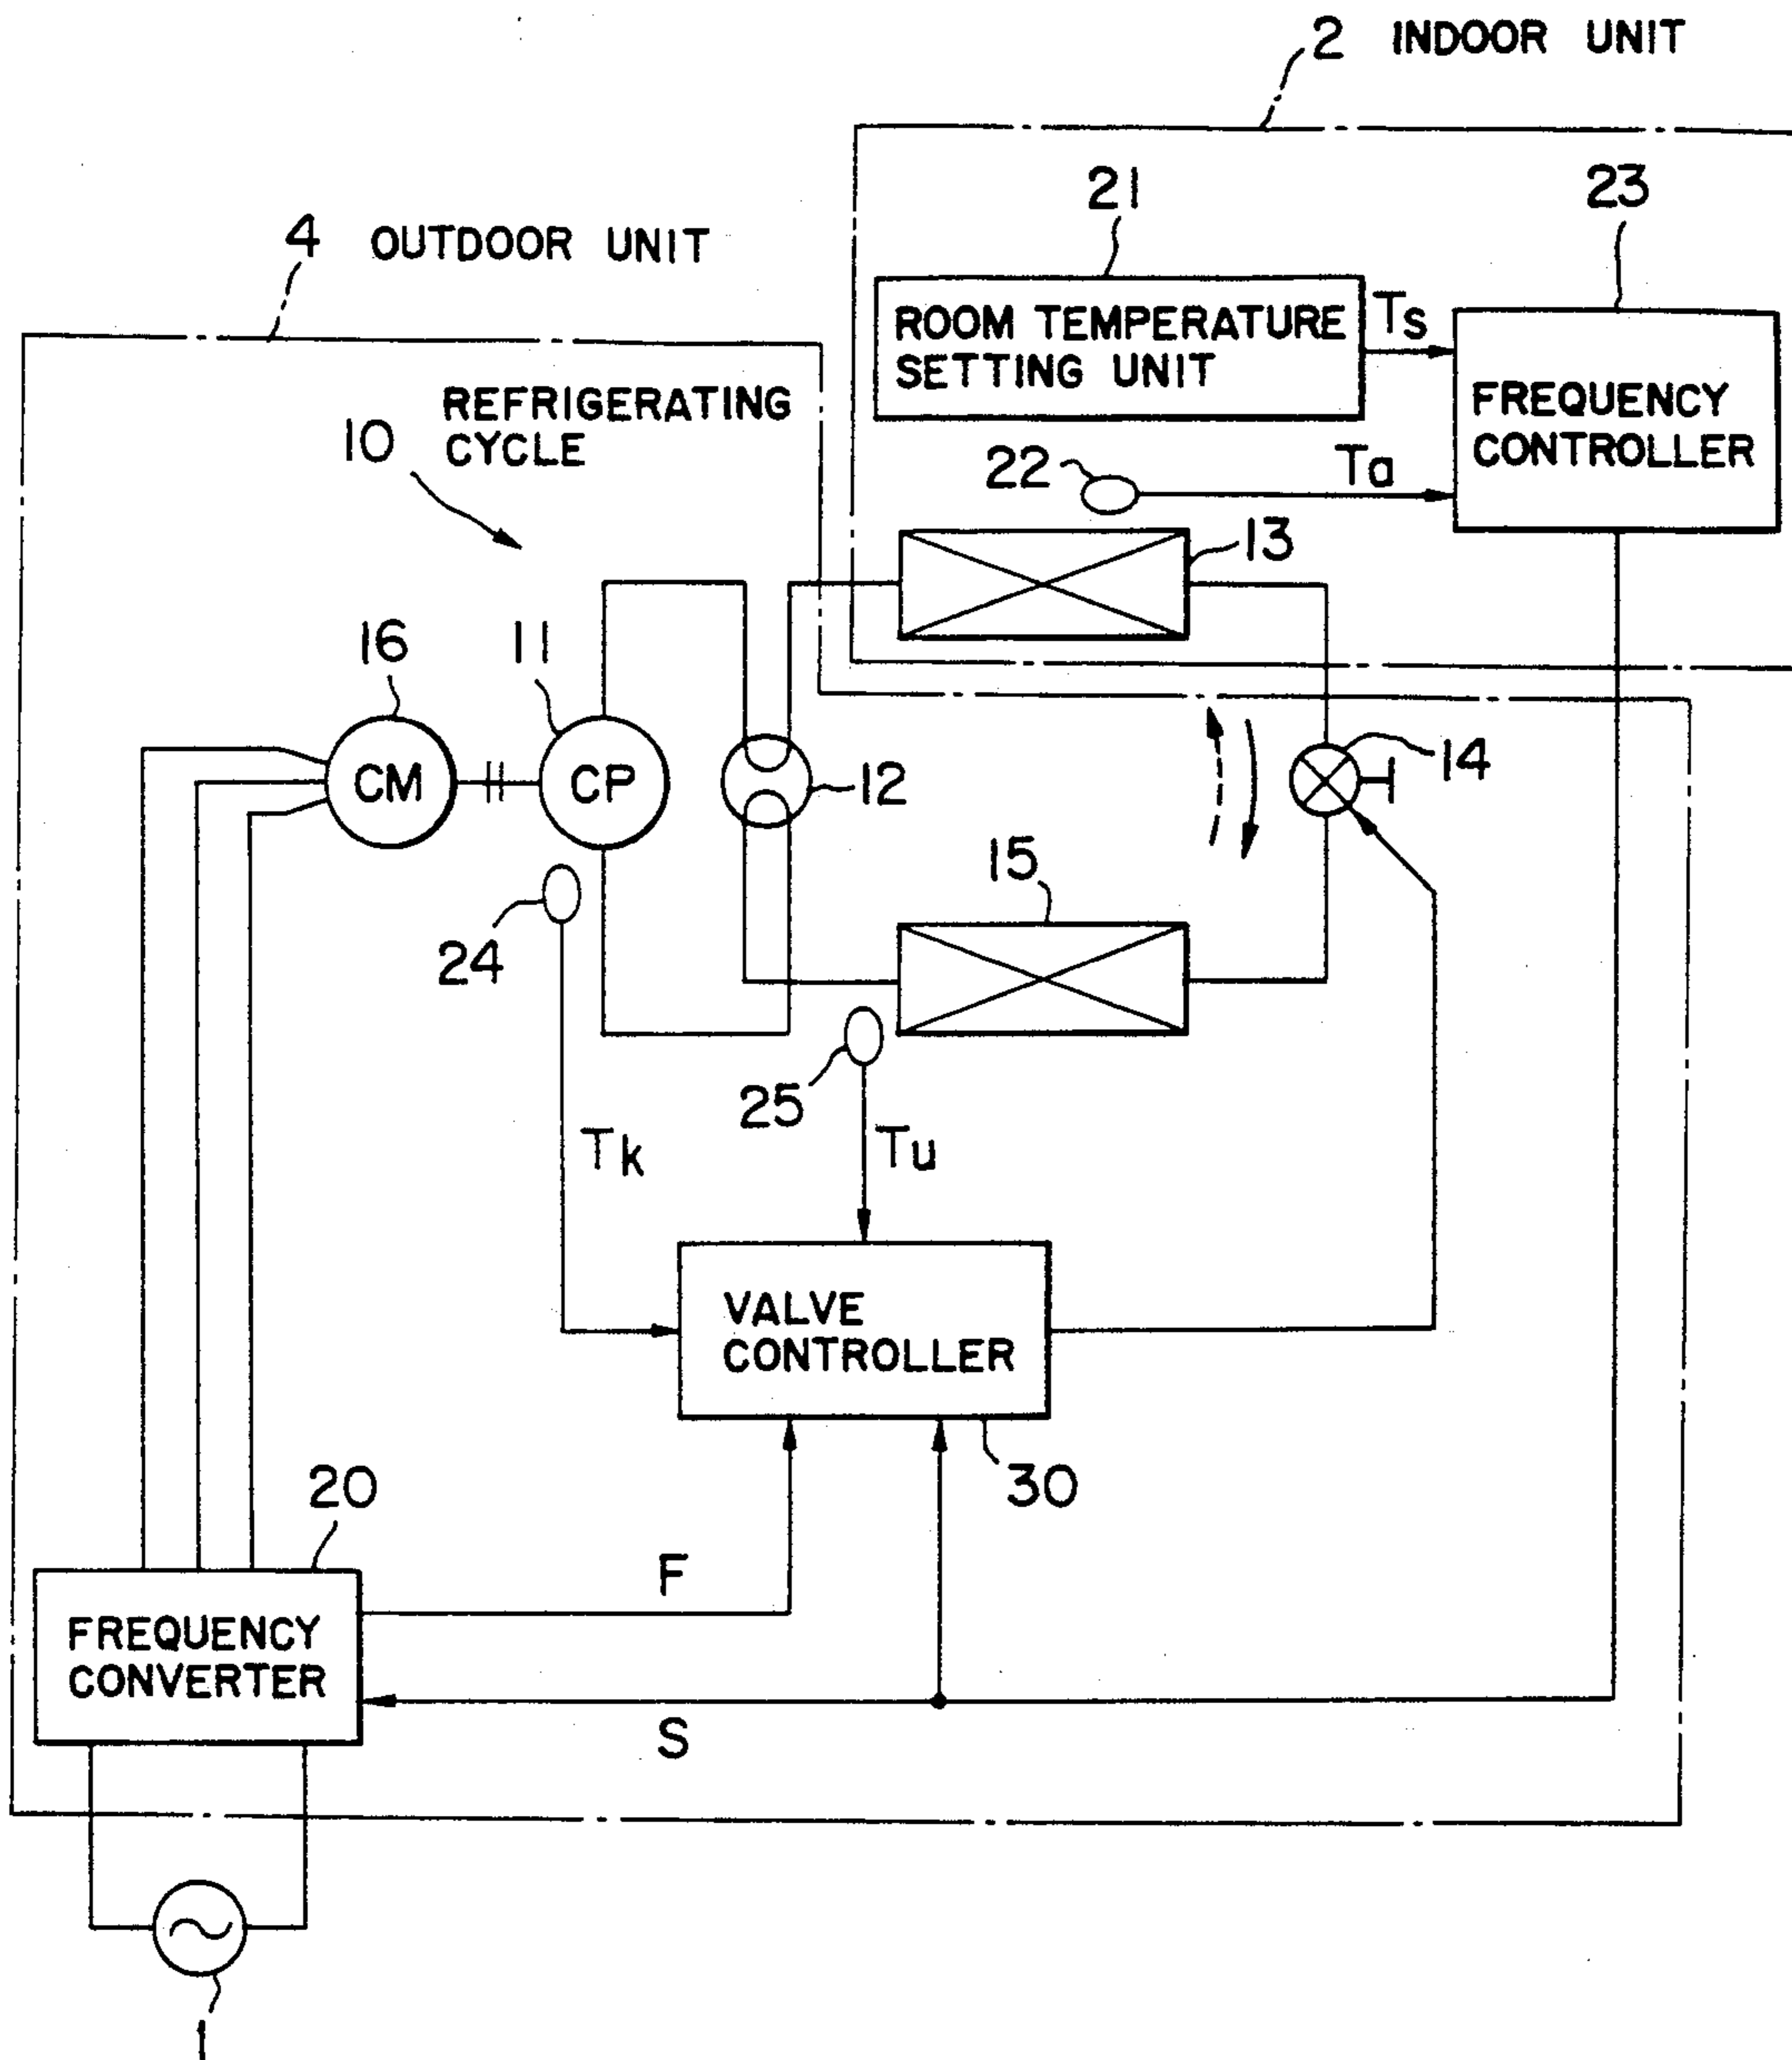 2 INDOOR UNIT
4 OUTDOOR UNIT
21
23
ROOM TEMPERATURE
SETTING UNIT
Ts
FREQUENCY
CONTROLLER
REFRIGERATING
CYCLE
10
22
Ta
13
16
11
CM
CP
12
14
15
24
25
Tk
Tu
VALVE
CONTROLLER
30
20
F
FREQUENCY
CONVERTER
S
1